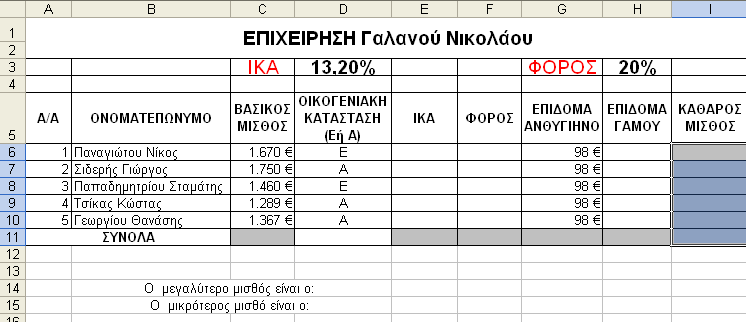 A B C D E F G H I
1 ΕΠΙΧΕΙΡΗΣΗ Γαλανού Νικολάου
2
3 ΙΚΑ 13,20% ΦΟΡΟΣ 20%
4
5 Α/Α ΟΝΟΜΑΤΕΠΩΝΥΜΟ ΒΑΣΙΚΟΣ ΜΙΣΘΟΣ ΟΙΚΟΓΕΝΙΑΚΗ ΚΑΤΑΣΤΑΣΗ (Εή Α) ΙΚΑ ΦΟΡΟΣ ΕΠΙΔΟΜΑ ΑΝΘΥΓΙΗΝΟ ΕΠΙΔΟΜΑ ΓΑΜΟΥ ΚΑΘΑΡΟΣ ΜΙΣΘΟΣ
6 1 Παναγιώτου Νίκος 1.670 € Ε 98 €
7 2 Σιδερής Γιώργος 1.750 € Α 98 €
8 3 Παπαδημητρίου Σταμάτης 1.460 € Ε 98 €
9 4 Τσίκας Κώστας 1.289 € Α 98 €
10 5 Γεωργίου Θανάσης 1.367 € Α 98 €
11 ΣΥΝΟΛΑ
12
13
14 Ο μεγαλύτερο μισθός είναι ο:
15 Ο μικρότερος μισθό είναι ο: